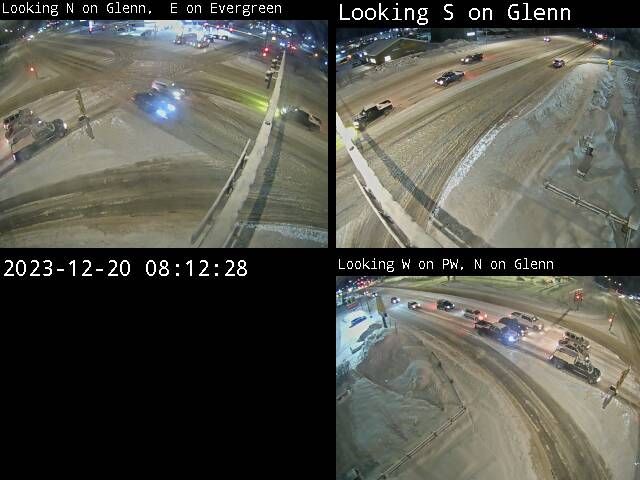 Looking N on Glenn, E on Evergreen
Looking S on Glenn
2023-12-20 08:12:28
Looking W on PW, N on Glenn